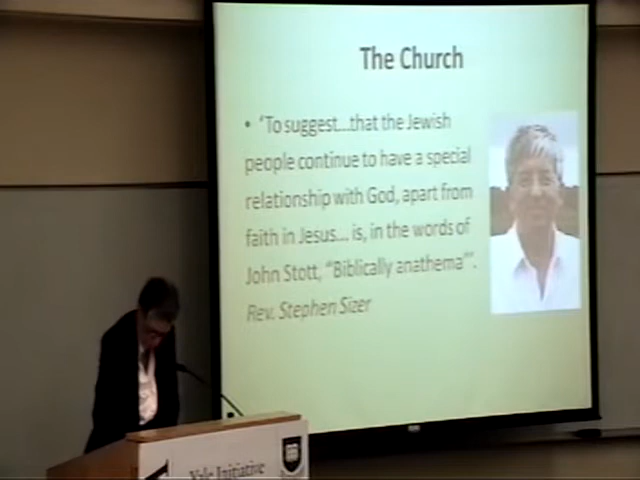 The Church
• 'To suggest...that the Jewish
people continue to have a special
relationship with God, apart from
faith in Jesus... is, in the words of
John Stott, "Biblically anathema"'.
Rev. Stephen Sizer
Yale Initiative